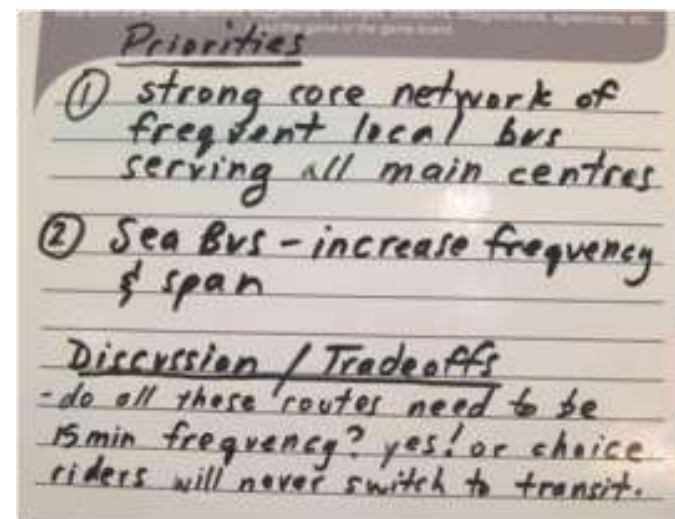 Priorities
① strong core network of
frequent local bus
serving all main centres
② Sea Bus - increase frequency
& span
Discussion / Tradeoffs
- do all these routes need to be
15 min frequency? yes! or choice
riders will never switch to transit.